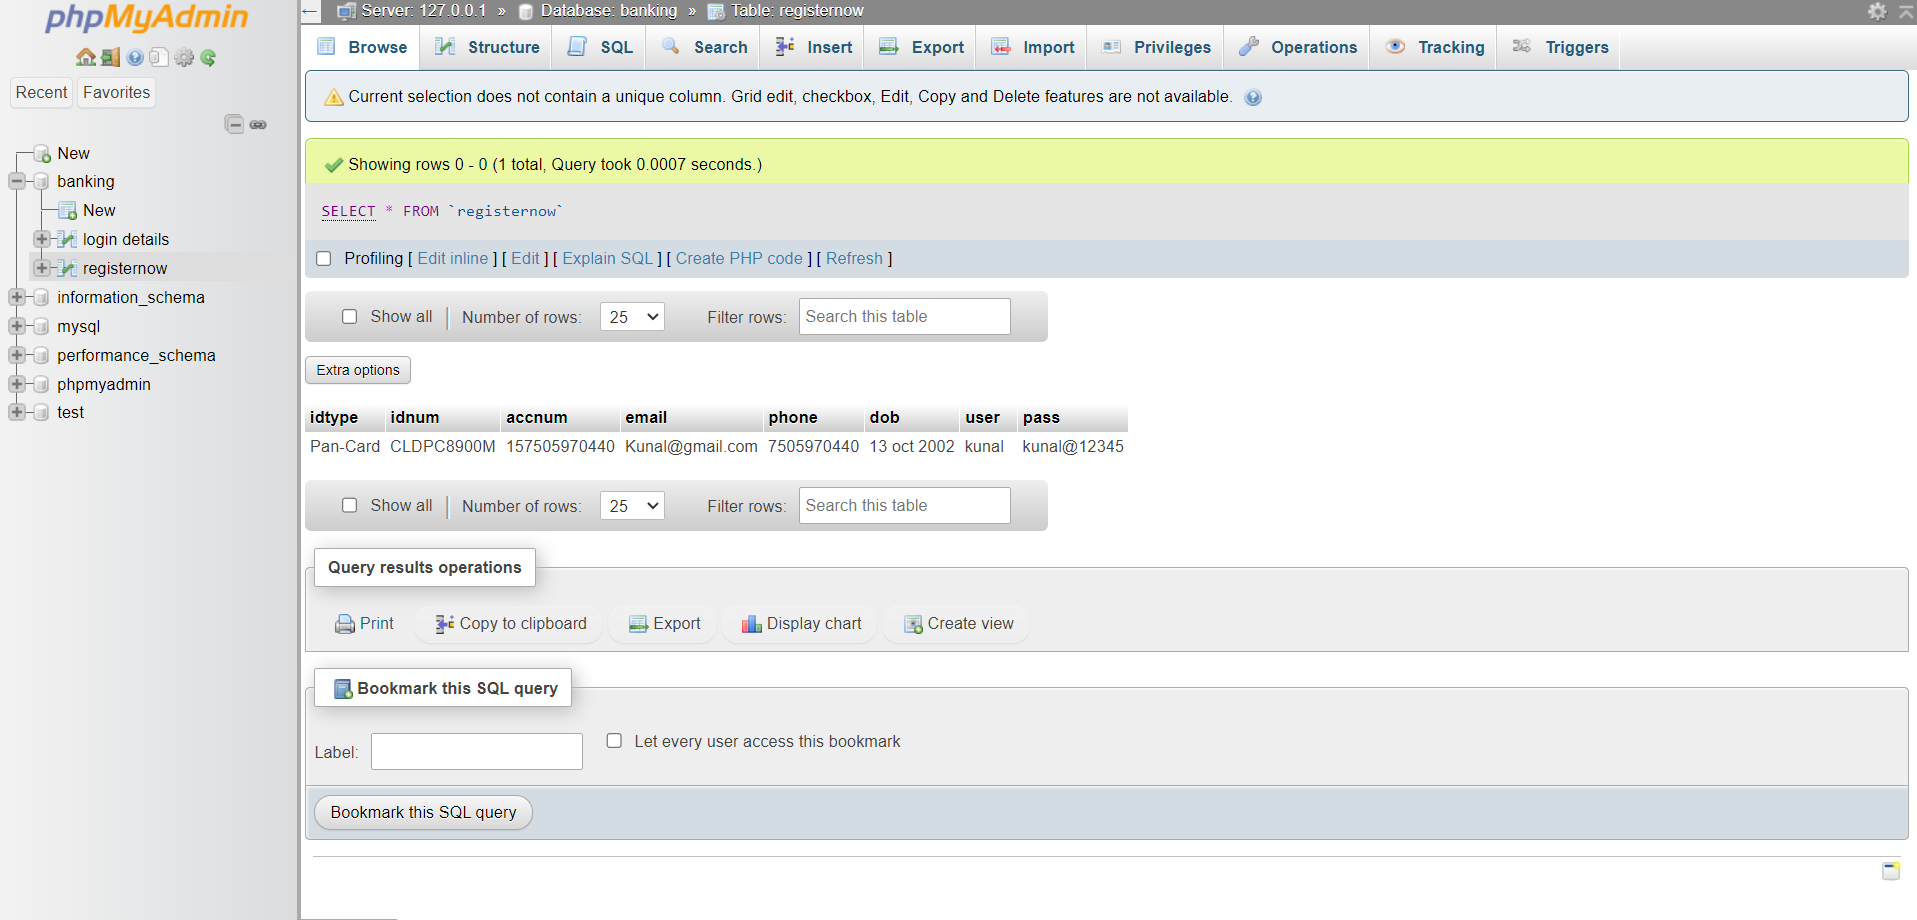 phpMyAdmin
Recent Favorites
New
banking
New
login details
registernow
information_schema
mysql
performance_schema
phpmyadmin
test
Server: 127.0.0.1 » Database: banking » Table: registernow
Browse Structure SQL Search Insert Export Import Privileges Operations Tracking Triggers
Current selection does not contain a unique column. Grid edit, checkbox, Edit, Copy and Delete features are not available.
Showing rows 0 - 0 (1 total, Query took 0.0007 seconds.)
SELECT * FROM `registernow`
Profiling [ Edit inline ] [ Edit ] [ Explain SQL ] [ Create PHP code ] [ Refresh ]
Show all Number of rows: 25 Filter rows: Search this table
Extra options
idtype idnum accnum email phone dob user pass
Pan-Card CLDPC8900M 157505970440 Kunal@gmail.com 7505970440 13 oct 2002 kunal kunal@12345
Show all Number of rows: 25 Filter rows: Search this table
Query results operations
Print Copy to clipboard Export Display chart Create view
Bookmark this SQL query
Label: Let every user access this bookmark
Bookmark this SQL query